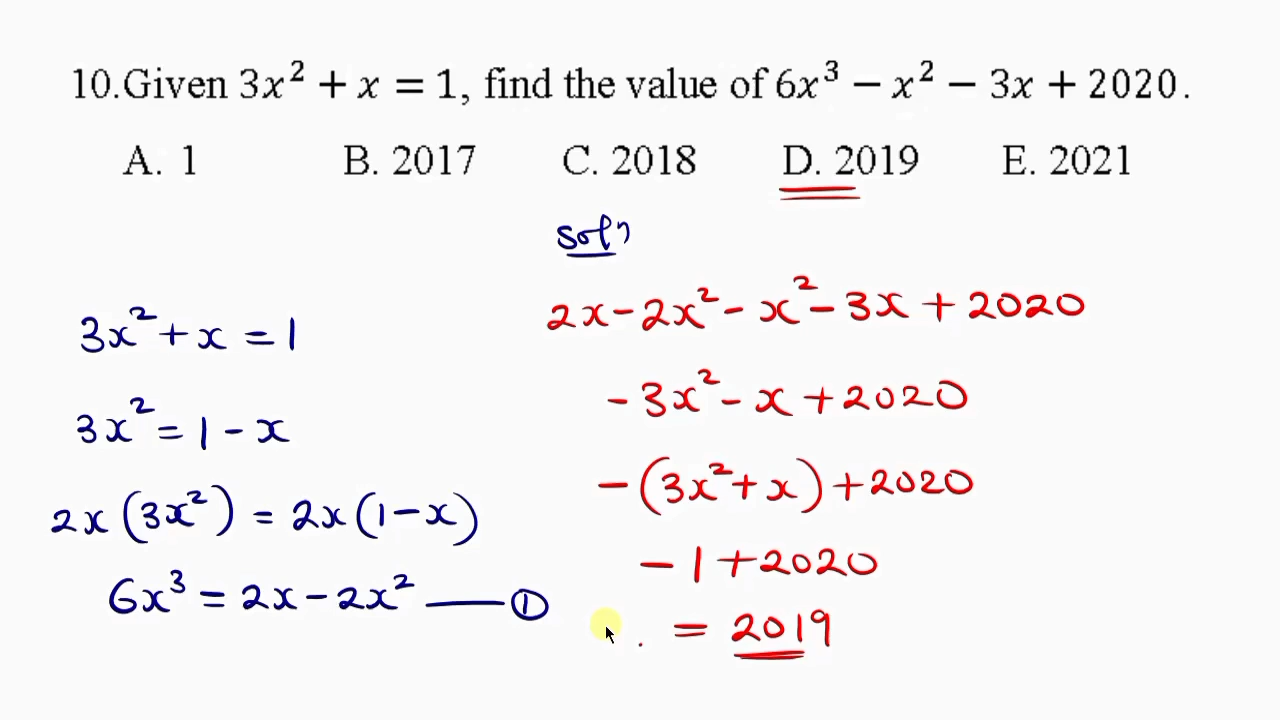 10.Given 3x² + x = 1, find the value of 6x³ − x² − 3x + 2020.
A. 1 B. 2017 C. 2018 D. 2019 E. 2021
Solⁿ
3x² + x = 1
3x² = 1 - x
2x(3x²) = 2x(1-x)
6x³ = 2x - 2x² —— ①
2x - 2x² - x² - 3x + 2020
- 3x² - x + 2020
-(3x² + x) + 2020
- 1 + 2020
= 2019